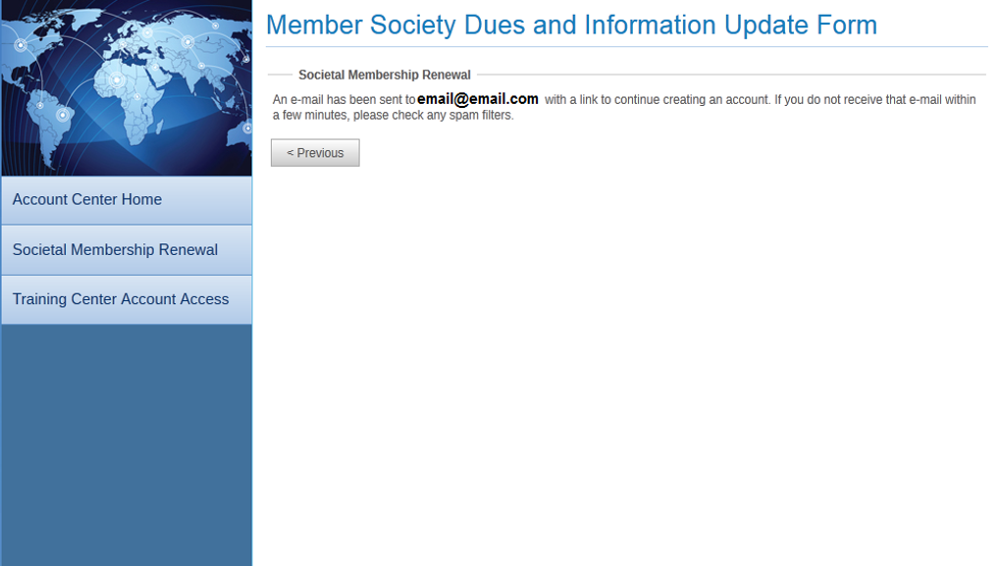 Member Society Dues and Information Update Form
Societal Membership Renewal
An e-mail has been sent to email@email.com with a link to continue creating an account. If you do not receive that e-mail within
a few minutes, please check any spam filters.
< Previous
Account Center Home
Societal Membership Renewal
Training Center Account Access